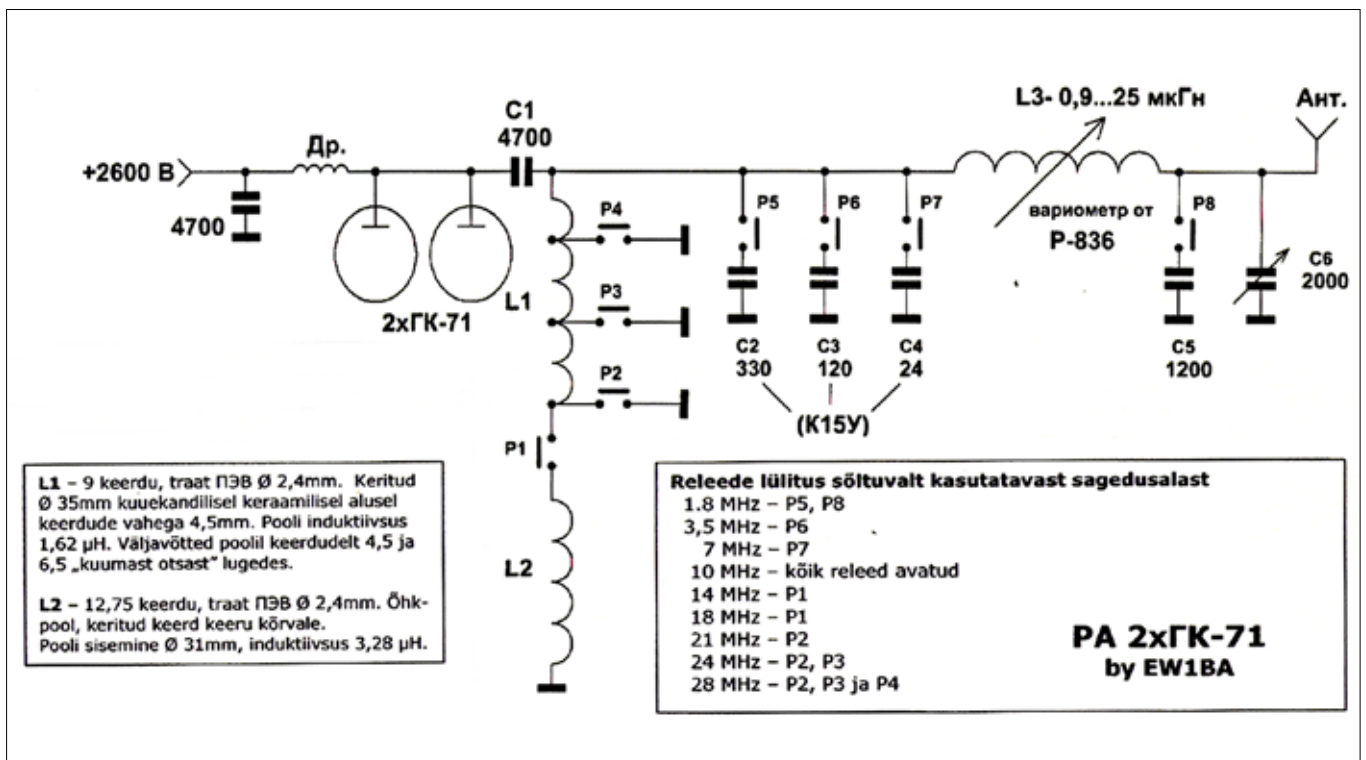 +2600 В
4700
Др.
С1
4700
2хГК-71
L1
P4
P3
P2
P1
L2
P5
P6
P7
С2
330
С3
120
С4
24
(К15У)
L3- 0,9...25 мкГн
вариометр от
Р-836
Ант.
P8
С5
1200
С6
2000
L1 – 9 keerdu, traat ПЭВ Ø 2,4mm. Keritud
Ø 35mm kuuekandilisel keraamilisel alusel
keerdude vahega 4,5mm. Pooli induktiivsus
1,62 µH. Väljavõtted poolil keerdudelt 4,5 ja
6,5 „kuumast otsast” lugedes.
L2 – 12,75 keerdu, traat ПЭВ Ø 2,4mm. Õhk-
pool, keritud keerd keeru kõrvale.
Pooli sisemine Ø 31mm, induktiivsus 3,28 µH.
Releede lülitus sõltuvalt kasutatavast sagedusalast
1.8 MHz – P5, P8
3,5 MHz – P6
7 MHz – P7
10 MHz – kõik releed avatud
14 MHz – P1
18 MHz – P1
21 MHz – P2
24 MHz – P2, P3
28 MHz – P2, P3 ja P4
PA 2хГК-71
by EW1BA